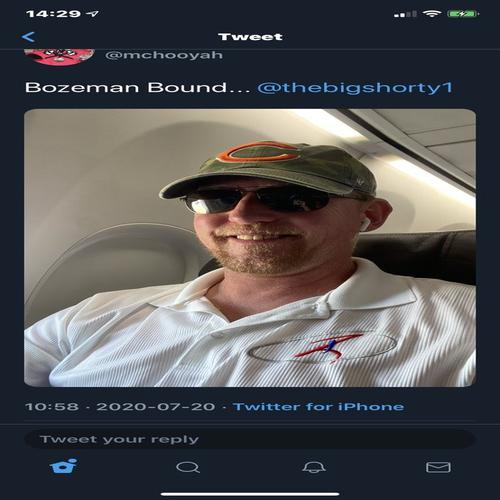 14:29
Tweet
@mchooyah
Bozeman Bound... @thebigshorty1
10:58 · 2020-07-20 · Twitter for iPhone
Tweet your reply